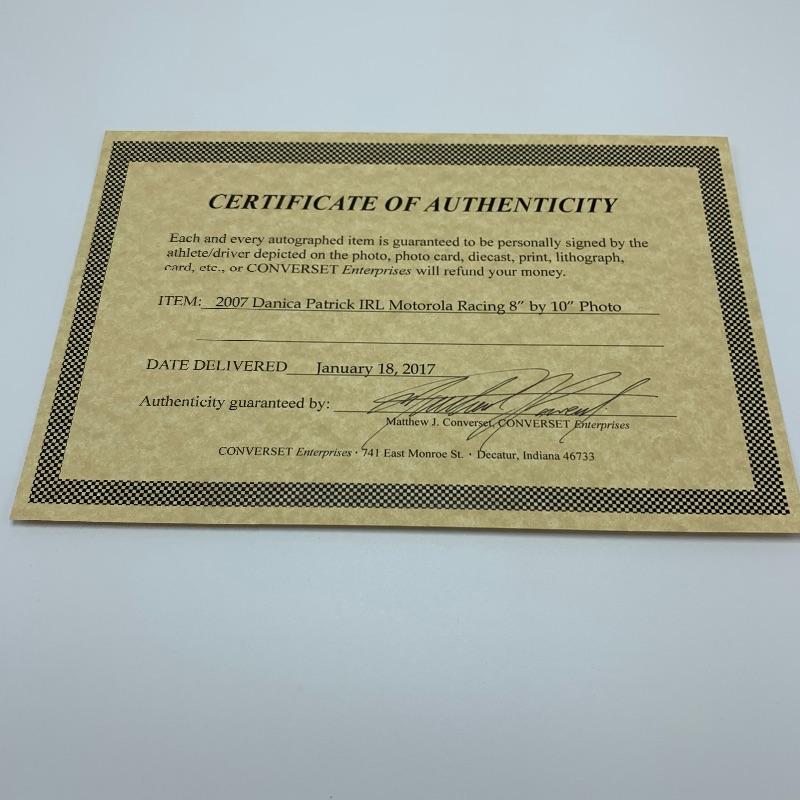 CERTIFICATE OF AUTHENTICITY
Each and every autographed item is guaranteed to be personally signed by the
athlete/driver depicted on the photo, photo card, diecast, print, lithograph,
card, etc., or CONVERSET Enterprises will refund your money.
ITEM: 2007 Danica Patrick IRL Motorola Racing 8″ by 10″ Photo
DATE DELIVERED January 18, 2017
Authenticity guaranteed by:
Matthew J. Converset, CONVERSET Enterprises
CONVERSET Enterprises · 741 East Monroe St. · Decatur, Indiana 46733